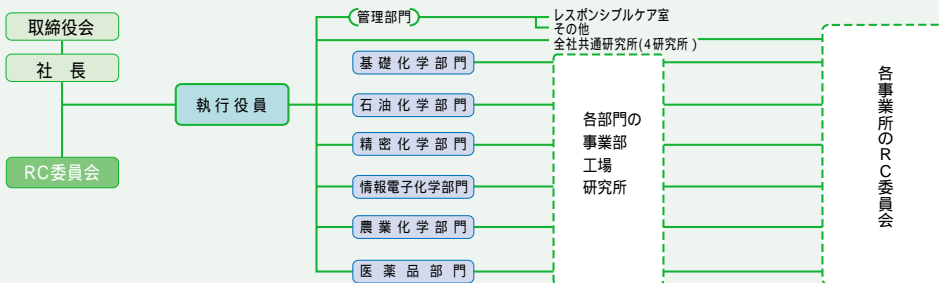 取締役会
社長
RC委員会
執行役員
管理部門
レスポンシブルケア室
その他
全社共通研究所(4研究所)
基礎化学部門
石油化学部門
精密化学部門
情報電子化学部門
農業化学部門
医薬品部門
各部門の
事業部
工場
研究所
各事業所のRC委員会